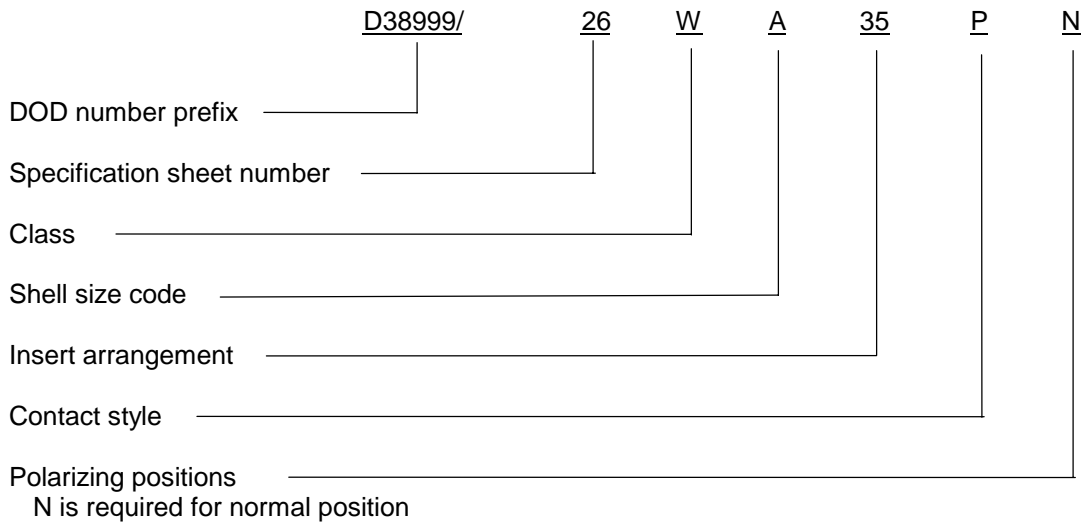 D38999/ 26 W A 35 P N
DOD number prefix
Specification sheet number
Class
Shell size code
Insert arrangement
Contact style
Polarizing positions
N is required for normal position